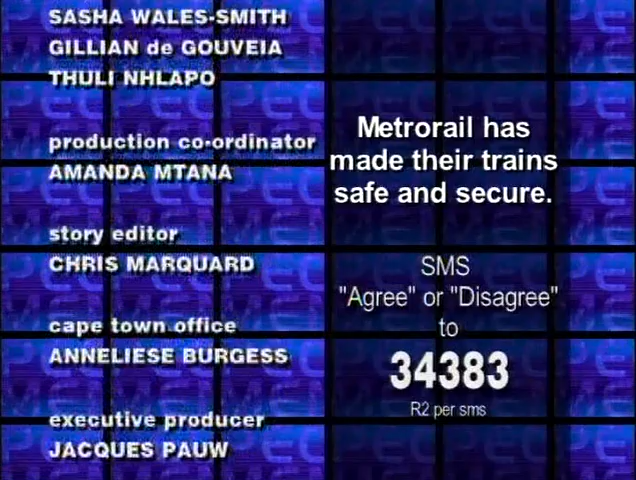 SASHA WALES-SMITH
GILLIAN de GOUVEIA
THULI NHLAPO
production co-ordinator
AMANDA MTANA
story editor
CHRIS MARQUARD
cape town office
ANNELIESE BURGESS
executive producer
JACQUES PAUW
Metrorail has
made their trains
safe and secure.
SMS
"Agree" or "Disagree"
to
34383
R2 per sms